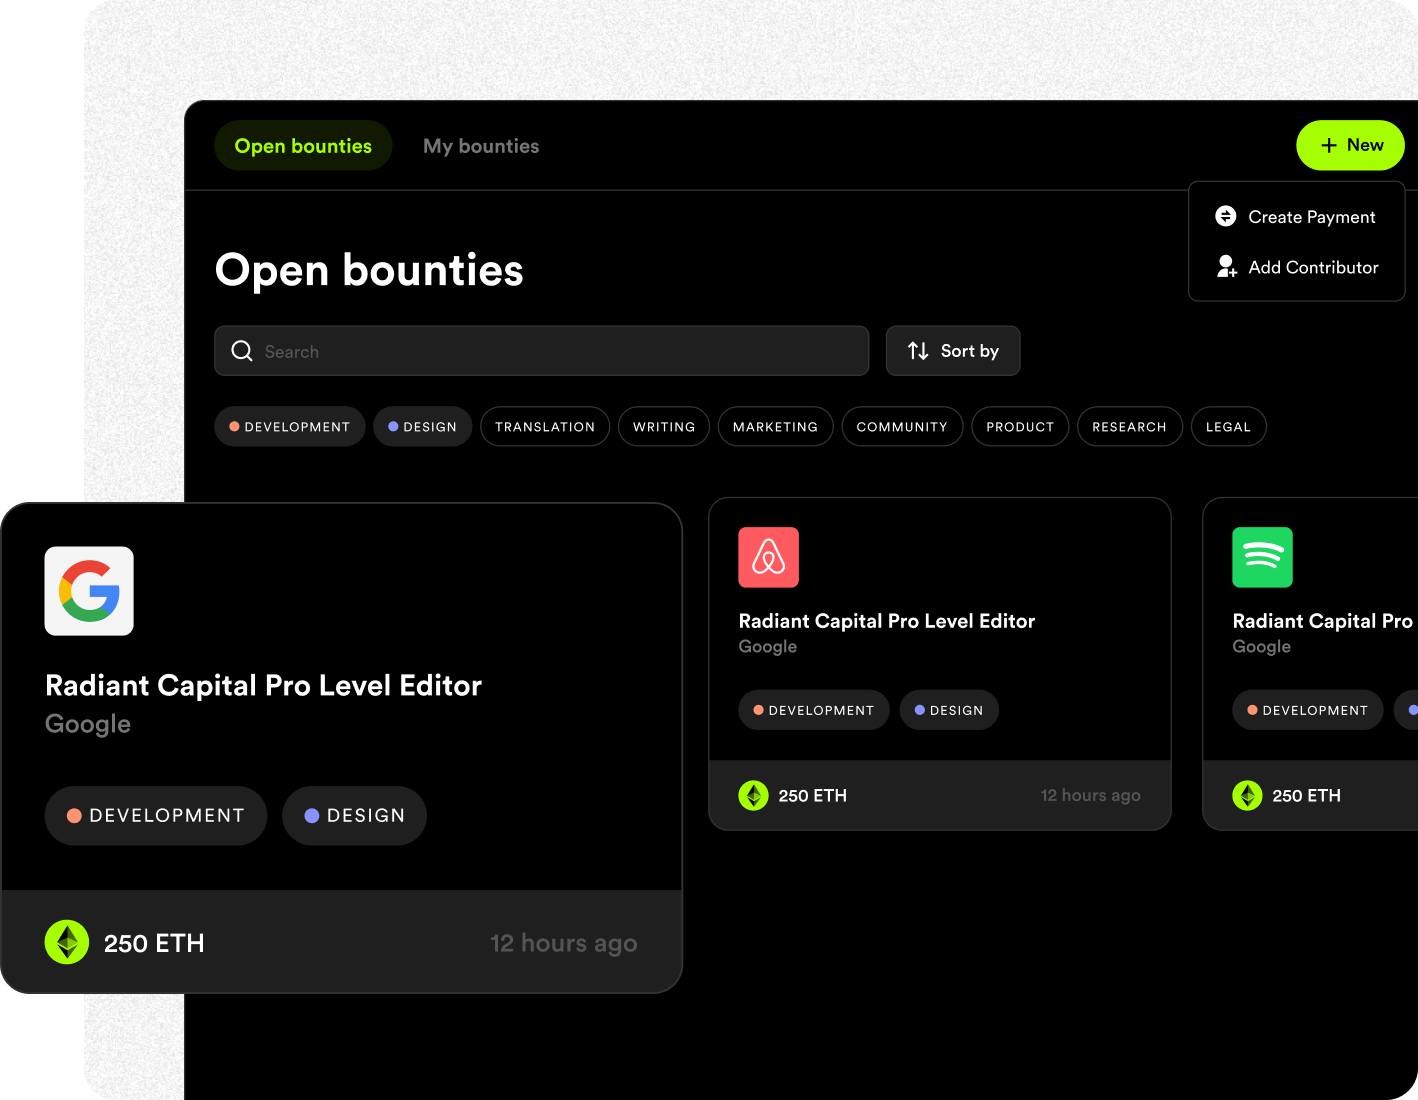 Open bounties
My bounties
New
Create Payment
Add Contributor
Open bounties
Search
Sort by
DEVELOPMENT
DESIGN
TRANSLATION
WRITING
MARKETING
COMMUNITY
PRODUCT
RESEARCH
LEGAL
Radiant Capital Pro Level Editor
Google
DEVELOPMENT
DESIGN
250 ETH
12 hours ago
Radiant Capital Pro Level Editor
Google
DEVELOPMENT
DESIGN
250 ETH
12 hours ago
Radiant Capital Pro
Google
DEVELOPMENT
250 ETH